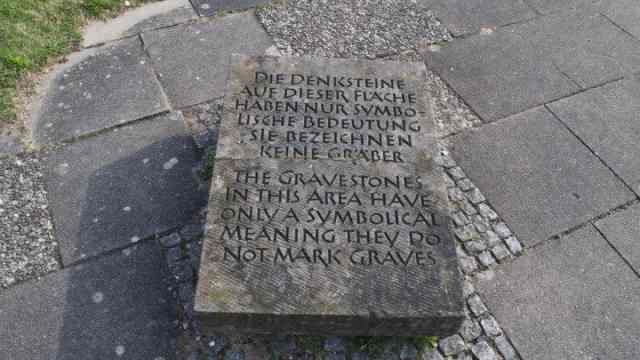 DIE DENKSTEINE
AUF DIESER FLÄCHE
HABEN NUR SYMBO-
LISCHE BEDEUTUNG
SIE BEZEICHNEN
KEINE GRÄBER
THE GRAVESTONES
IN THIS AREA HAVE
ONLY A SYMBOLICAL
MEANING THEY DO
NOT MARK GRAVES